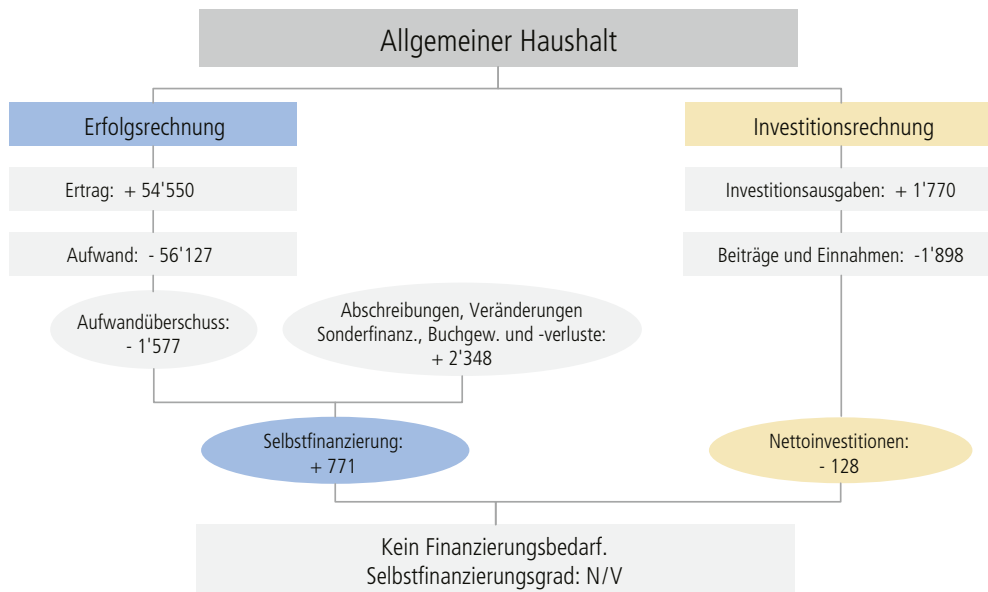 Allgemeiner Haushalt
Erfolgsrechnung
Investitionsrechnung
Ertrag: + 54'550
Investitionsausgaben: + 1'770
Aufwand: - 56'127
Beiträge und Einnahmen: -1'898
Aufwandüberschuss:
- 1'577
Abschreibungen, Veränderungen
Sonderfinanz., Buchgew. und -verluste:
+ 2'348
Selbstfinanzierung:
+ 771
Nettoinvestitionen:
- 128
Kein Finanzierungsbedarf.
Selbstfinanzierungsgrad: N/V